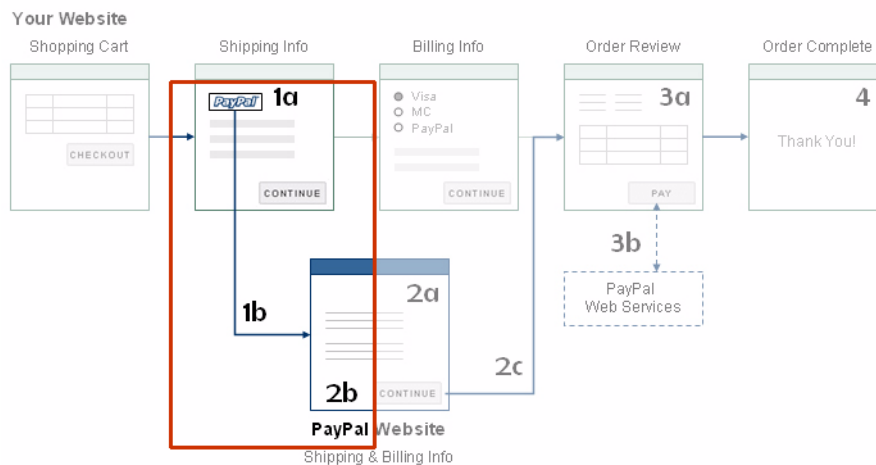 Your Website
Shopping Cart
Shipping Info
Billing Info
Order Review
Order Complete
PayPal
1a
CONTINUE
CHECKOUT
Visa
MC
PayPal
CONTINUE
3a
PAY
4
Thank You!
3b
PayPal
Web Services
1b
2a
2b
CONTINUE
2c
PayPal Website
Shipping & Billing Info